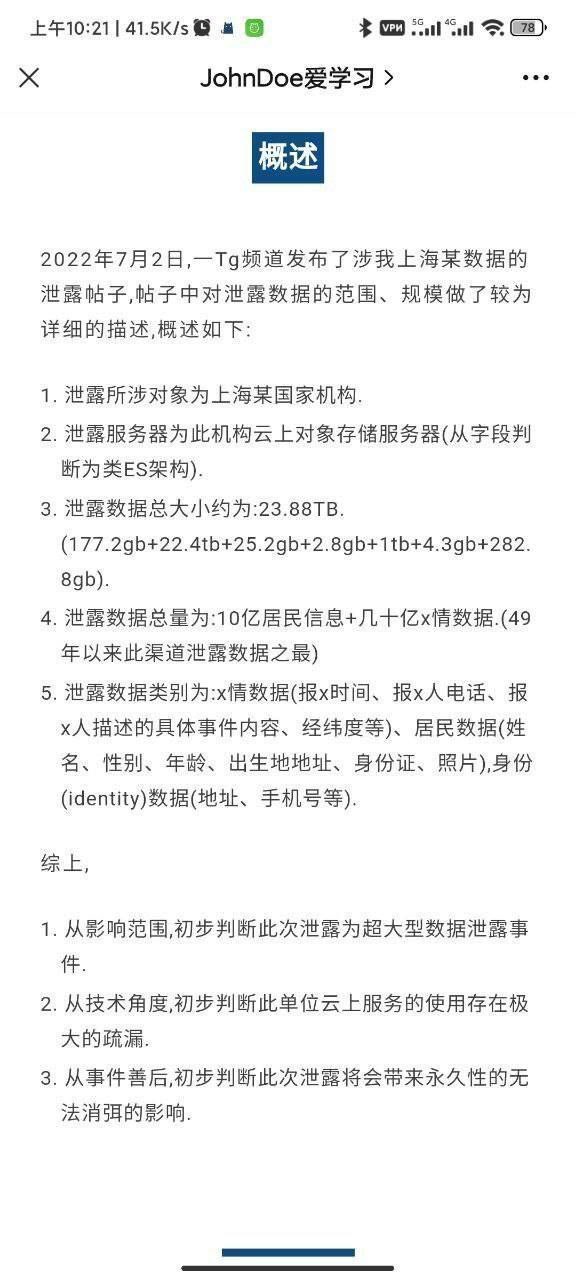 上午10:21 | 41.5K/s
VPN 5G 4G 78
JohnDoe爱学习
概述
2022年7月2日,一Tg频道发布了涉我上海某数据的
泄露帖子,帖子中对泄露数据的范围、规模做了较为
详细的描述,概述如下:
1. 泄露所涉对象为上海某国家机构.
2. 泄露服务器为此机构云上对象存储服务器(从字段判
断为类ES架构).
3. 泄露数据总大小约为:23.88TB.
(177.2gb+22.4tb+25.2gb+2.8gb+1tb+4.3gb+282.
8gb).
4. 泄露数据总量为:10亿居民信息+几十亿x情数据.(49
年以来此渠道泄露数据之最)
5. 泄露数据类别为:x情数据(报x时间、报x人电话、报
x人描述的具体事件内容、经纬度等)、居民数据(姓
名、性别、年龄、出生地地址、身份证、照片),身份
(identity)数据(地址、手机号等).
综上,
1. 从影响范围,初步判断此次泄露为超大型数据泄露事
件.
2. 从技术角度,初步判断此单位云上服务的使用存在极
大的疏漏.
3. 从事件善后,初步判断此次泄露将会带来永久性的无
法消弭的影响.